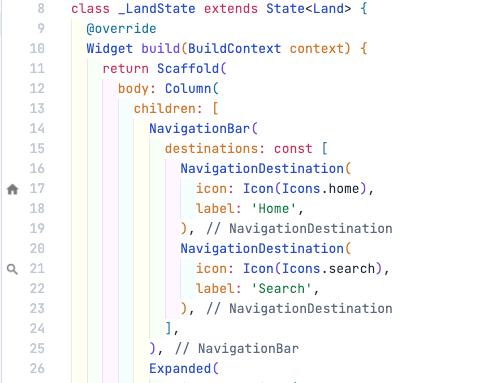 8 class _LandState extends State<Land> {
9 @override
10 Widget build(BuildContext context) {
11 return Scaffold(
12 body: Column(
13 children: [
14 NavigationBar(
15 destinations: const [
16 NavigationDestination(
17 icon: Icon(Icons.home),
18 label: 'Home',
19 ), // NavigationDestination
20 NavigationDestination(
21 icon: Icon(Icons.search),
22 label: 'Search',
23 ), // NavigationDestination
24 ],
25 ), // NavigationBar
26 Expanded(